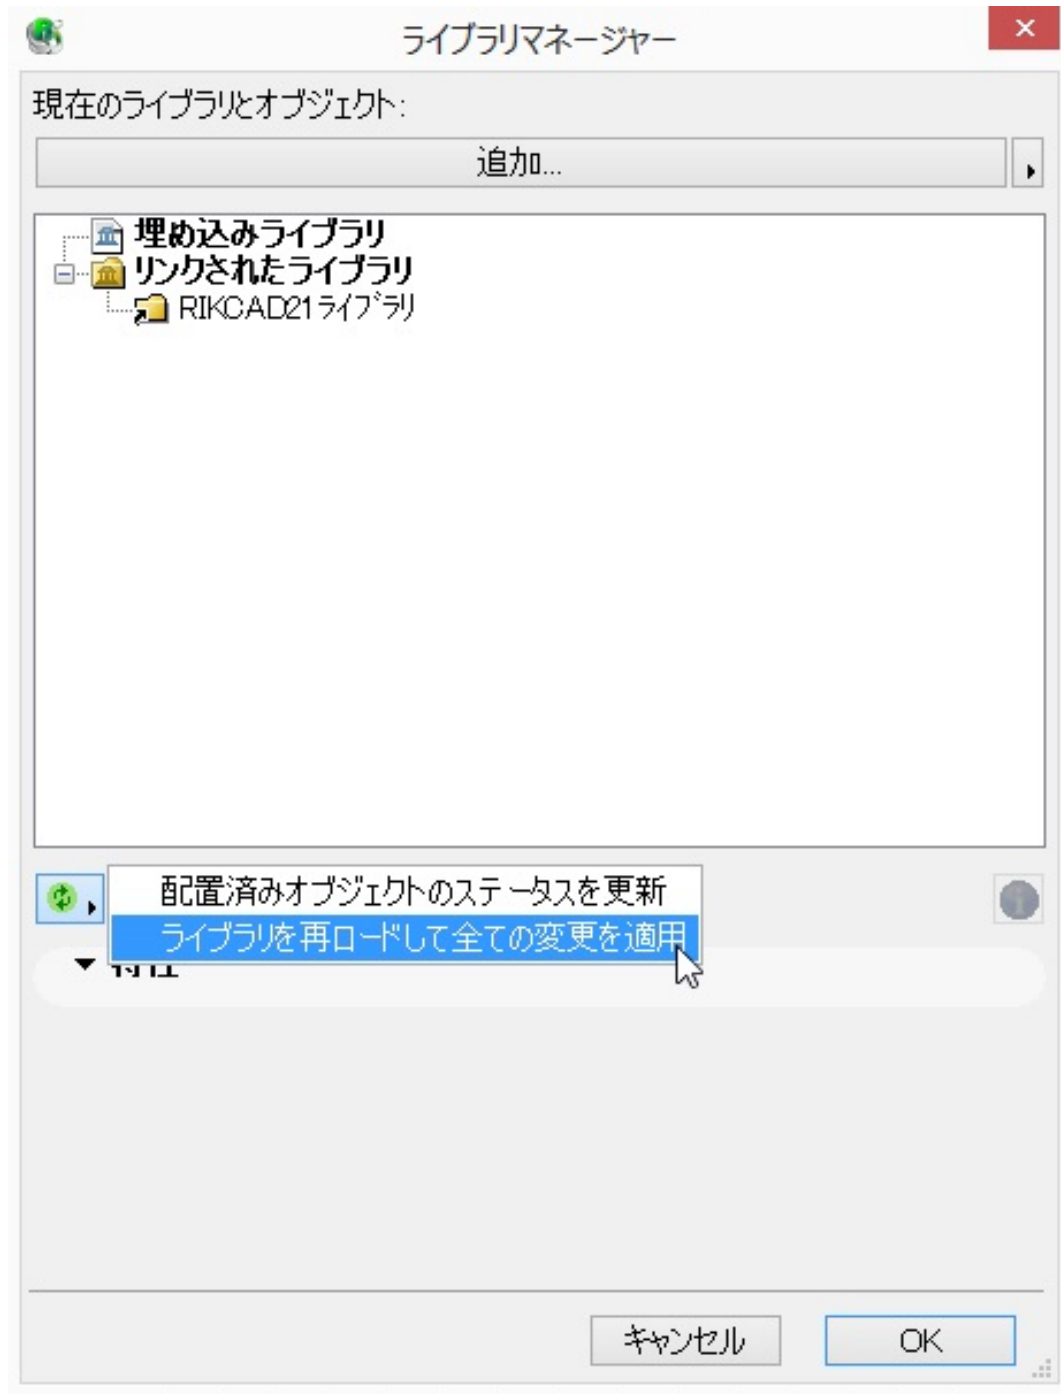 ライブラリマネージャー
現在のライブラリとオブジェクト:
追加...
埋め込みライブラリ
リンクされたライブラリ
RIKCAD21ライブラリ
配置済みオブジェクトのステータスを更新
ライブラリを再ロードして全ての変更を適用
キャンセル
OK